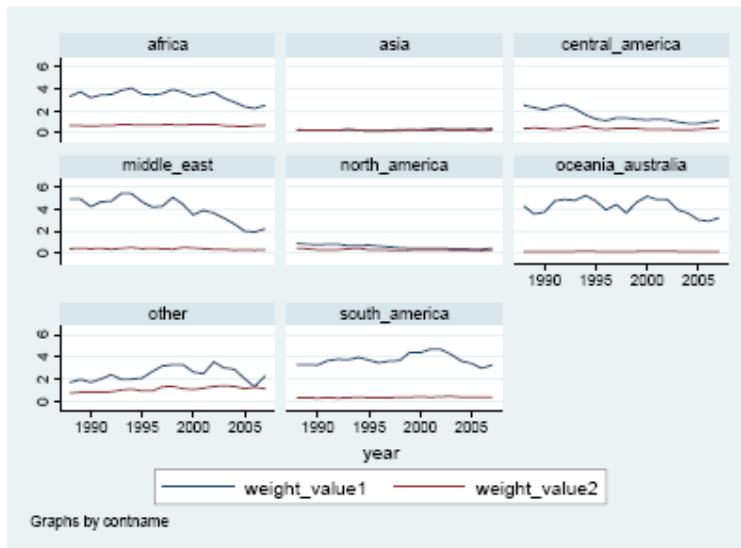 africa
asia
central_america
0 2 4 6
middle_east
north_america
oceania_australia
0 2 4 6
1990 1995 2000 2005
other
south_america
0 2 4 6
1990 1995 2000 2005
1990 1995 2000 2005
year
weight_value1 weight_value2
Graphs by contname